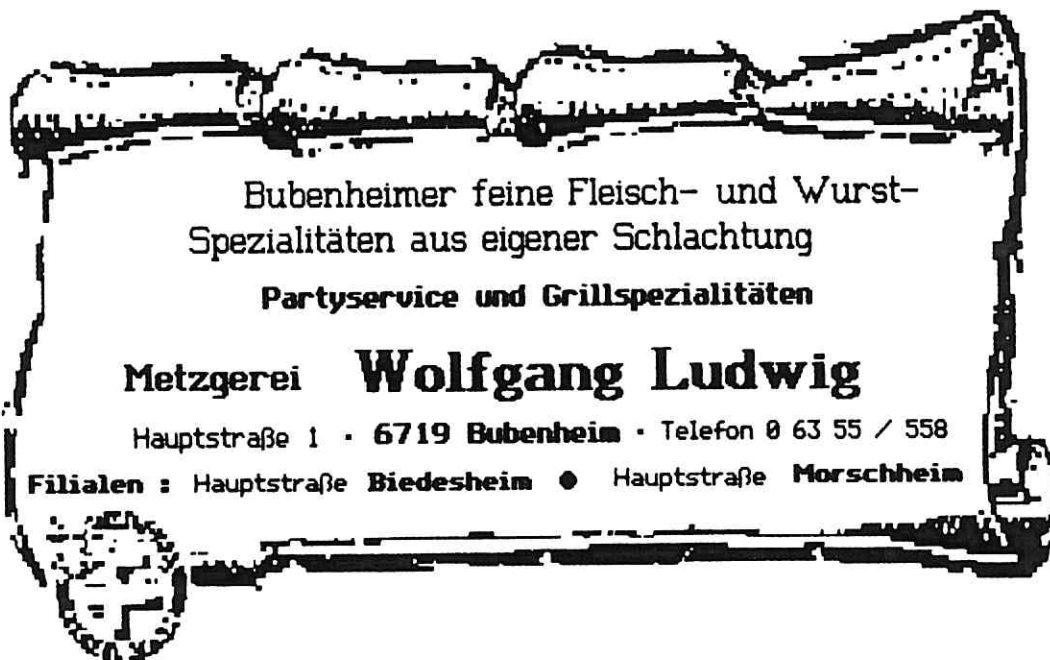 Bubenheimer feine Fleisch- und Wurst-
Spezialitäten aus eigener Schlachtung
Partyservice und Grillspezialitäten
Metzgerei Wolfgang Ludwig
Hauptstraße 1 · 6719 Bubenheim · Telefon 0 63 55 / 558
Filialen : Hauptstraße Biedesheim ● Hauptstraße Morschheim